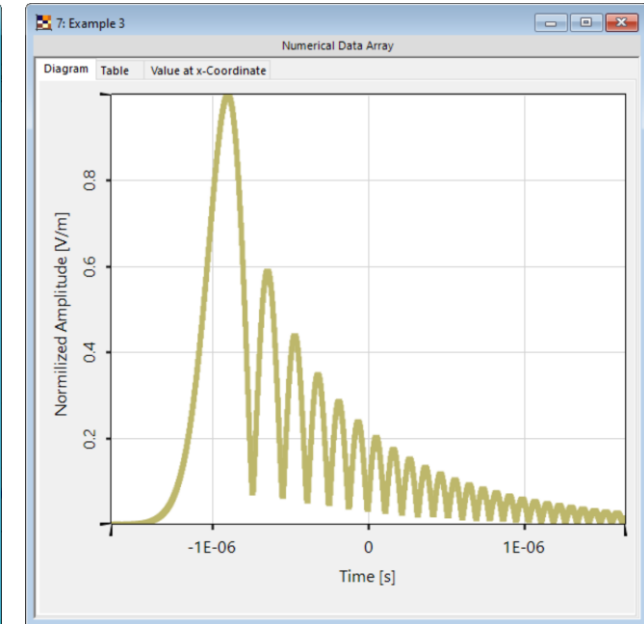 7: Example 3
Numerical Data Array
Diagram Table Value at x-Coordinate
Normilized Amplitude [V/m]
0.8
0.6
0.4
0.2
-1E-06 0 1E-06
Time [s]